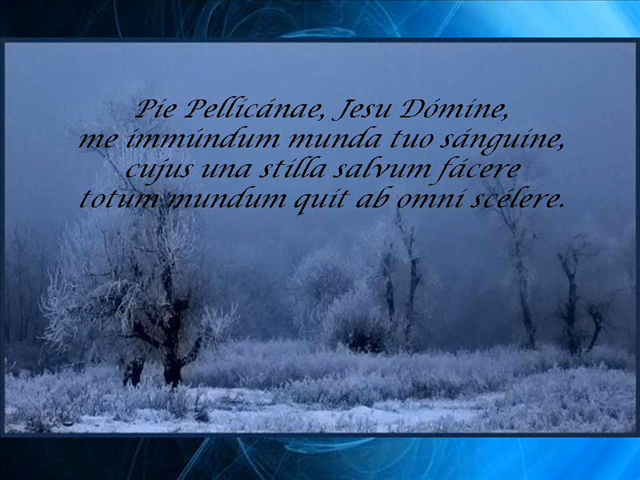 Pie Pellicánae, Jesu Dómine,
me immúndum munda tuo sánguine,
cujus una stilla salvum fácere
totum mundum quit ab omni scélere.